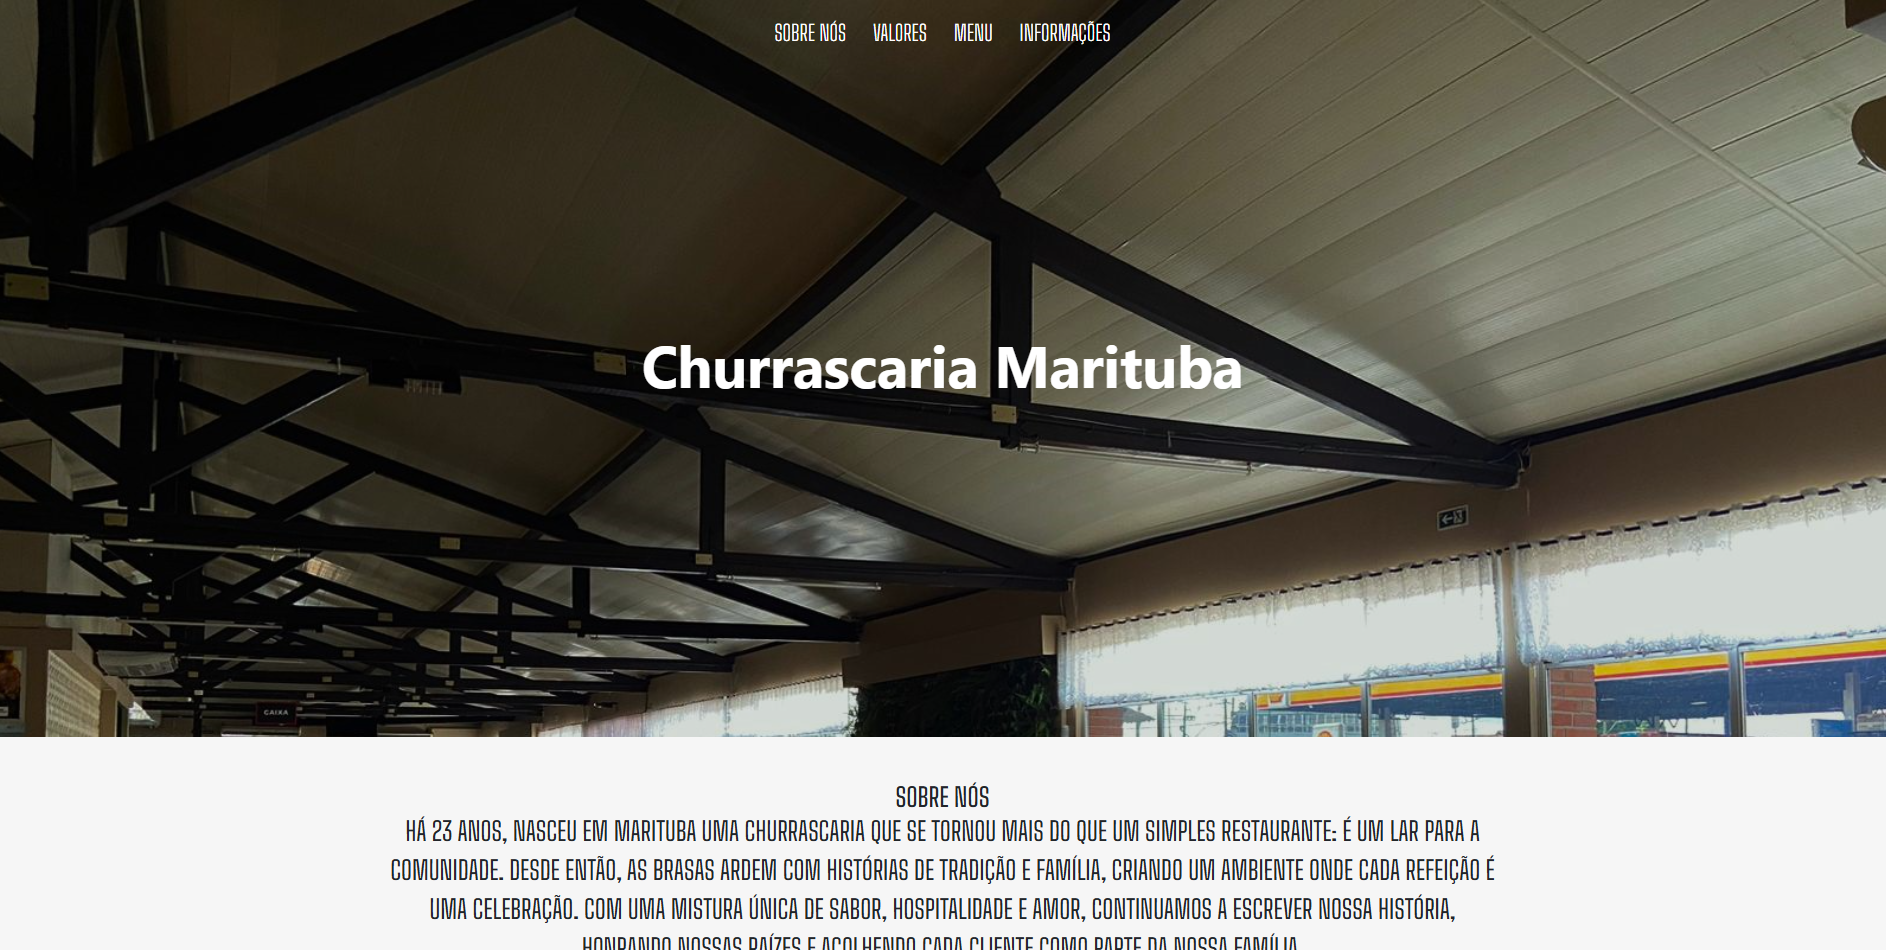 SOBRE NÓS VALORES MENU INFORMAÇÕES
Churrascaria Marituba
CAIXA
SOBRE NÓS
HÁ 23 ANOS, NASCEU EM MARITUBA UMA CHURRASCARIA QUE SE TORNOU MAIS DO QUE UM SIMPLES RESTAURANTE: É UM LAR PARA A
COMUNIDADE. DESDE ENTÃO, AS BRASAS ARDEM COM HISTÓRIAS DE TRADIÇÃO E FAMÍLIA, CRIANDO UM AMBIENTE ONDE CADA REFEIÇÃO É
UMA CELEBRAÇÃO. COM UMA MISTURA ÚNICA DE SABOR, HOSPITALIDADE E AMOR, CONTINUAMOS A ESCREVER NOSSA HISTÓRIA,
HONRANDO NOSSAS RAÍZES E ACOLHENDO CADA CLIENTE COMO PARTE DA NOSSA FAMÍLIA.